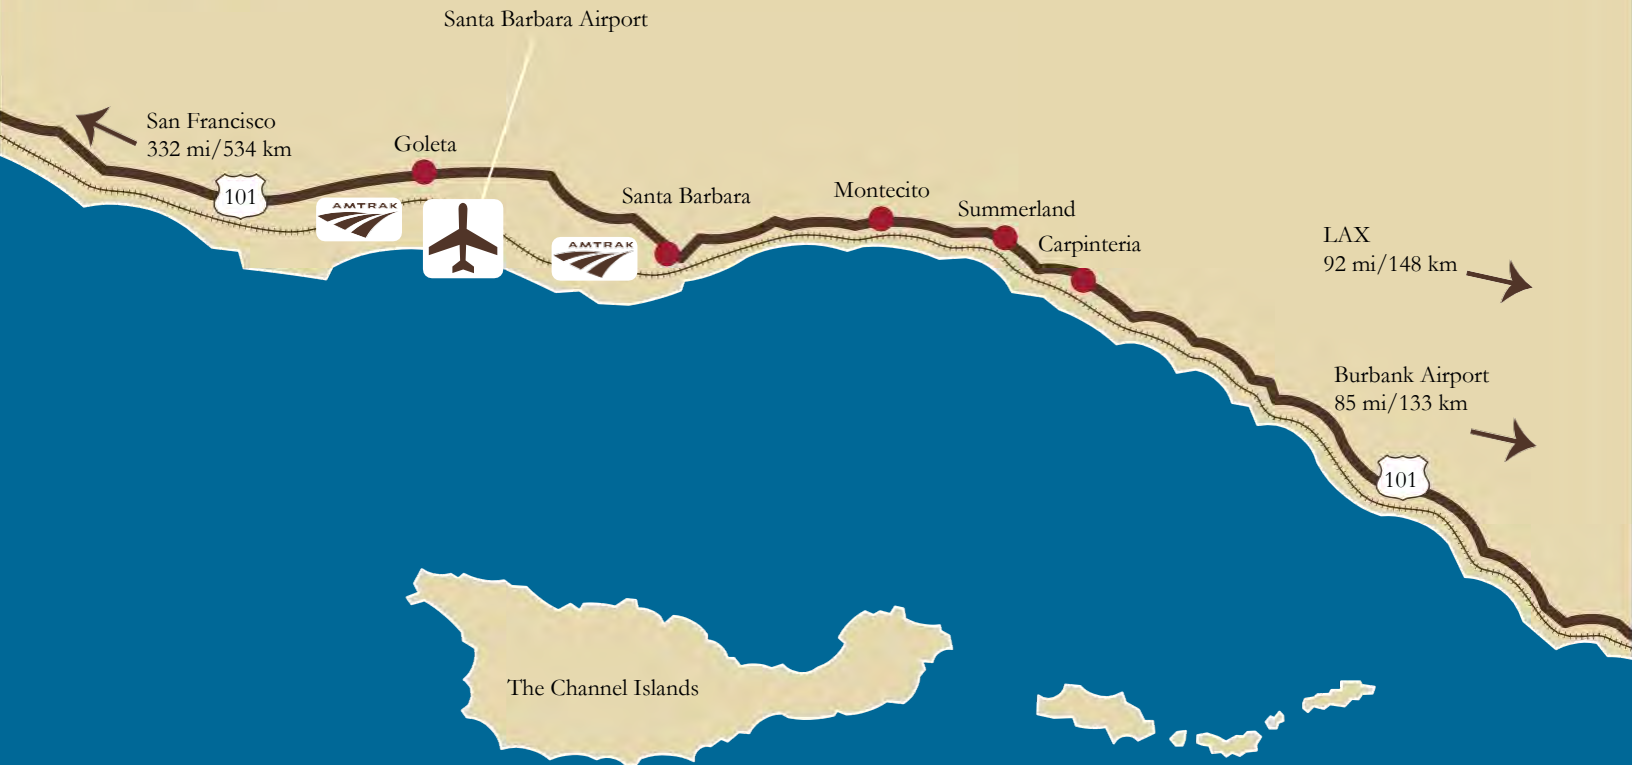 Santa Barbara Airport
San Francisco
332 mi/534 km
Goleta
101
AMTRAK
Santa Barbara
AMTRAK
Montecito
Summerland
Carpinteria
LAX
92 mi/148 km
Burbank Airport
85 mi/133 km
101
The Channel Islands